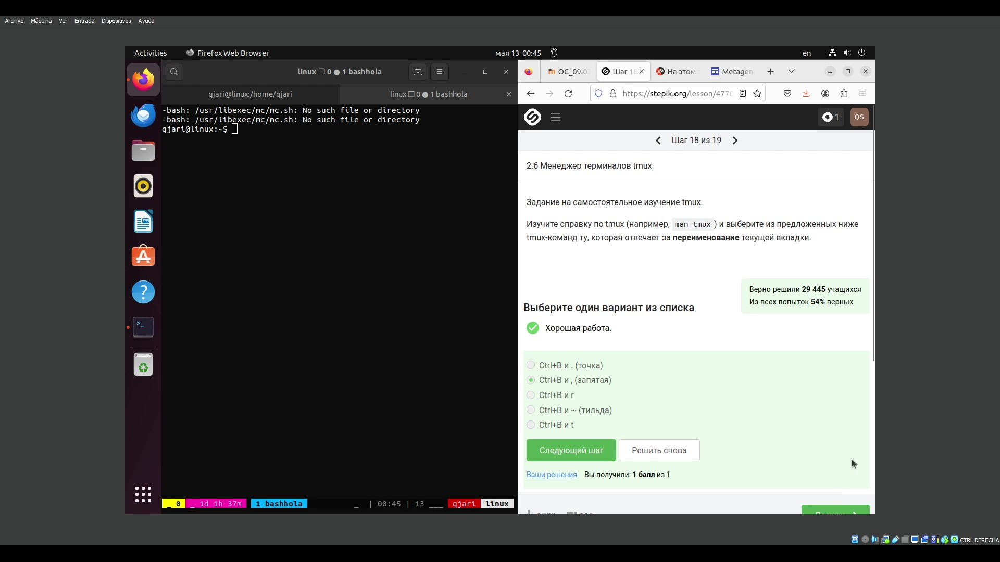 Archivo Máquina Ver Entrada Dispositivos Ayuda
Activities Firefox Web Browser мая 13 00:45 en
linux ❐ 0 ● 1 bashhola
qjari@linux:/home/qjari linux ❐ 0 ● 1 bashhola
-bash: /usr/libexec/mc/mc.sh: No such file or directory
-bash: /usr/libexec/mc/mc.sh: No such file or directory
qjari@linux:~$
_ 0 _ 1d 1h 37m 1 bashhola _ | 00:45 | 13 ___ qjari linux
ОС_09.0 Шаг 18 На этом Metagen
https://stepik.org/lesson/4770
1 QS
Шаг 18 из 19
2.6 Менеджер терминалов tmux
Задание на самостоятельное изучение tmux.
Изучите справку по tmux (например, man tmux ) и выберите из предложенных ниже
tmux-команд ту, которая отвечает за переименование текущей вкладки.
Верно решили 29 445 учащихся
Из всех попыток 54% верных
Выберите один вариант из списка
Хорошая работа.
Ctrl+B и . (точка)
Ctrl+B и , (запятая)
Ctrl+B и r
Ctrl+B и ~ (тильда)
Ctrl+B и t
Следующий шаг Решить снова
Ваши решения Вы получили: 1 балл из 1
CTRL DERECHA